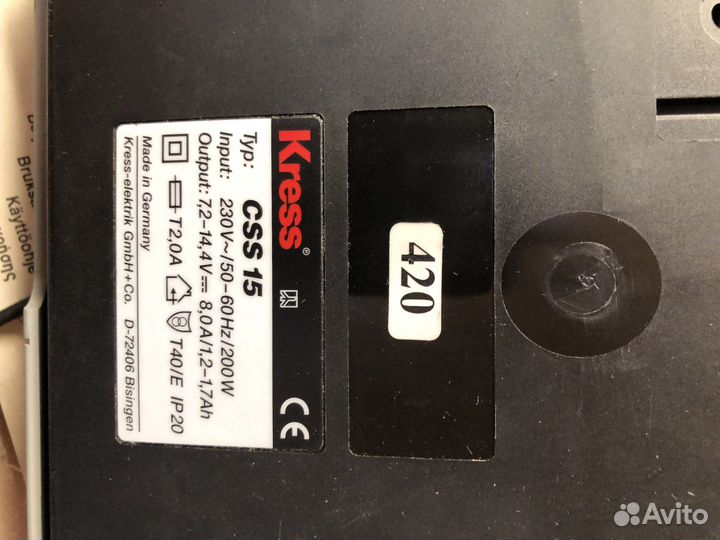 Kress®
Typ: CSS 15
Input: 230V~/50–60Hz/200W
Output: 7,2–14,4V⎓ 8,0A/1,2–1,7Ah
T2,0A T40/E IP20
Made in Germany
Kress-elektrik GmbH+Co. D-72406 Bisingen
CE
420
Käyttöohje
Avito